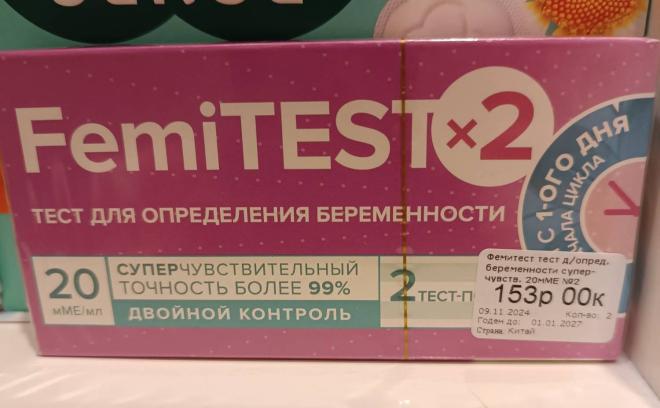 FemiTEST ×2
ТЕСТ ДЛЯ ОПРЕДЕЛЕНИЯ БЕРЕМЕННОСТИ
С 1-ОГО ДНЯ
ЦИКЛА
20
мМЕ/мл
СУПЕРЧУВСТВИТЕЛЬНЫЙ
ТОЧНОСТЬ БОЛЕЕ 99%
ДВОЙНОЙ КОНТРОЛЬ
2 ТЕСТ-П
Фемитест тест д/опред.
беременности супер-
чувств. 20мМЕ №2
153р 00к
09.11.2024 Кол-во: 2
Годен до: 01.01.2027
Страна: Китай